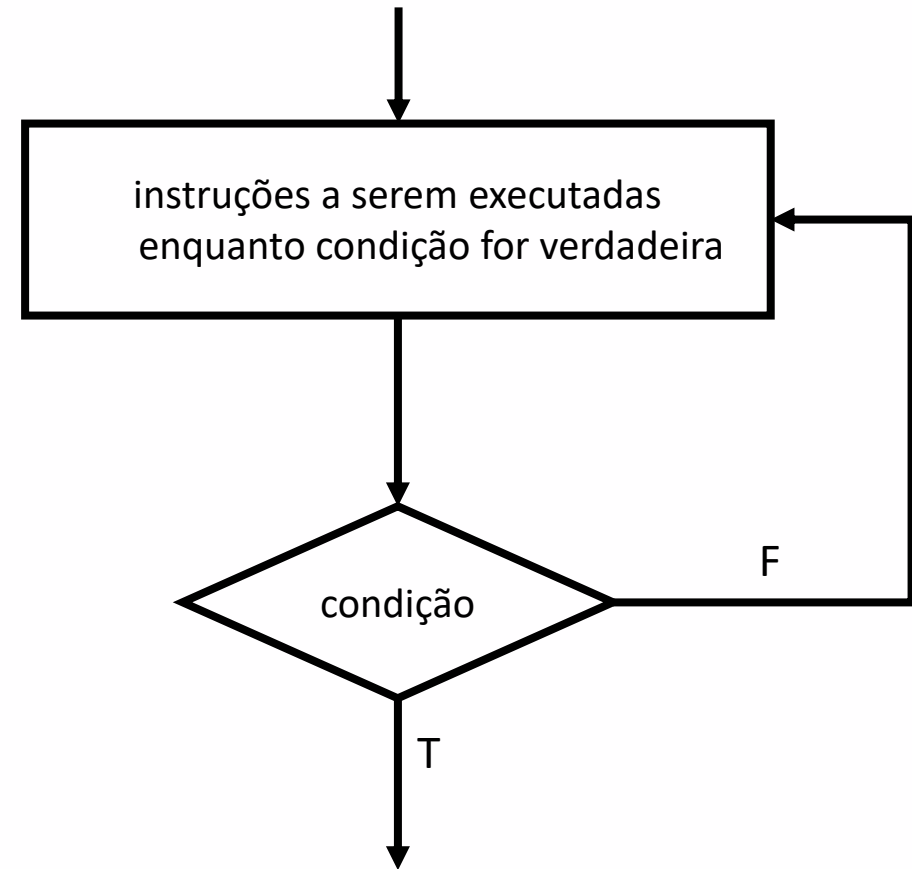 instruções a serem executadas
enquanto condição for verdadeira
F
condição
T